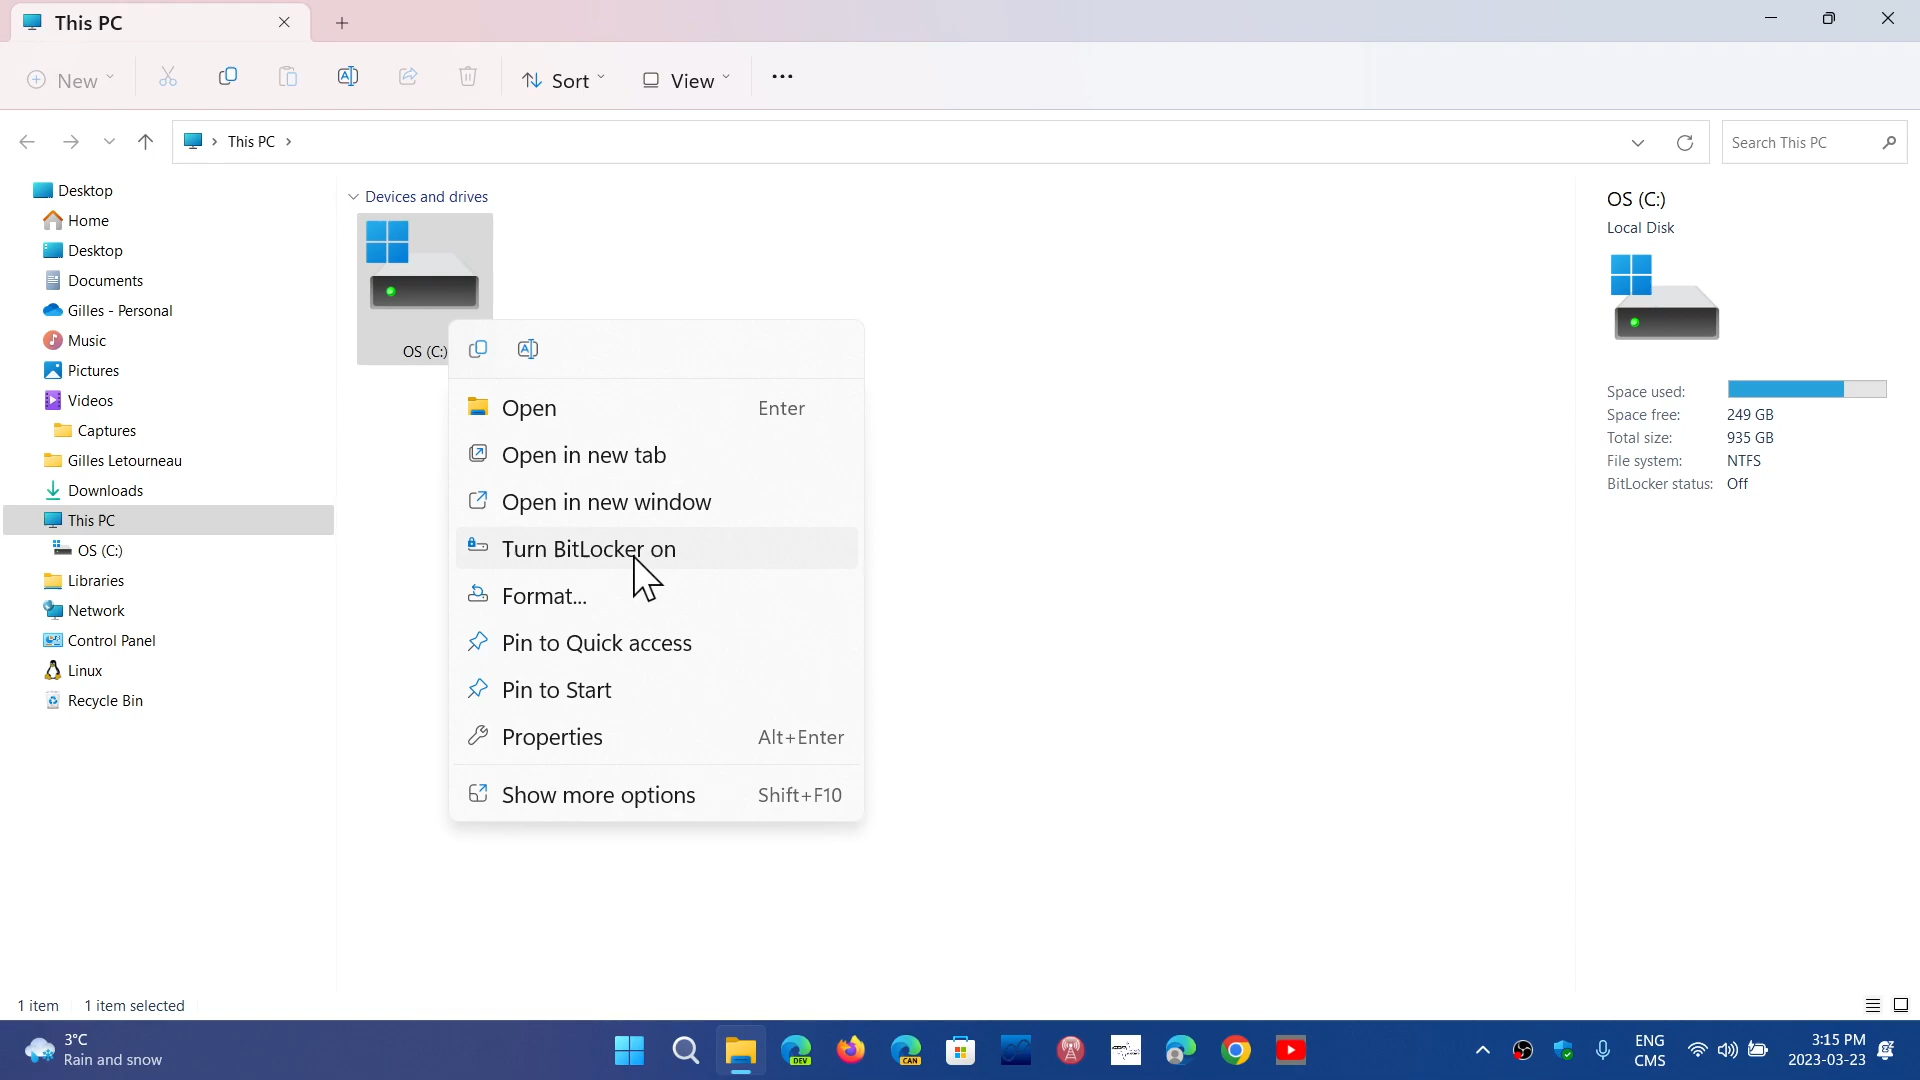 This PC
New
Sort
View
This PC
Search This PC
Desktop
Home
Desktop
Documents
Gilles - Personal
Music
Pictures
Videos
Captures
Gilles Letourneau
Downloads
This PC
OS (C:)
Libraries
Network
Control Panel
Linux
Recycle Bin
Devices and drives
OS (C:)
Open Enter
Open in new tab
Open in new window
Turn BitLocker on
Format...
Pin to Quick access
Pin to Start
Properties Alt+Enter
Show more options Shift+F10
OS (C:)
Local Disk
Space used:
Space free: 249 GB
Total size: 935 GB
File system: NTFS
BitLocker status: Off
1 item 1 item selected
3°C
Rain and snow
DEV
CAN
ENG
CMS
3:15 PM
2023-03-23